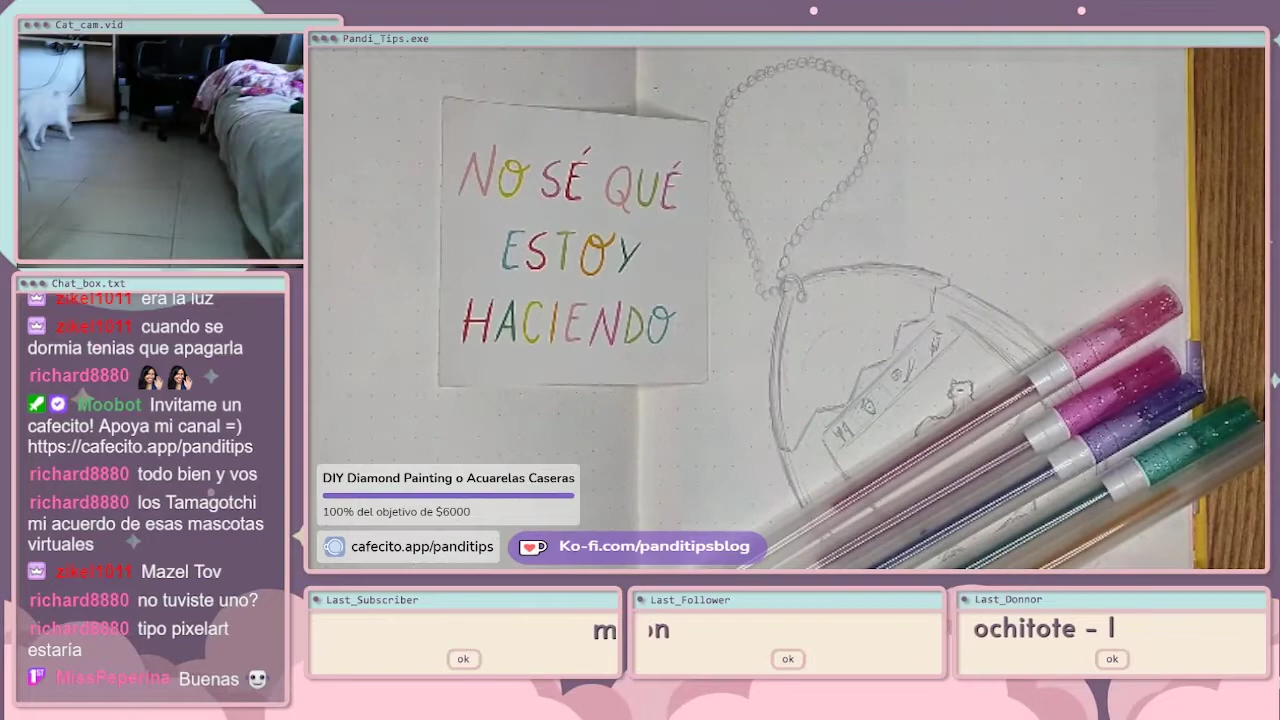 Cat_cam.vid
Pandi_Tips.exe
NO SÉ QUÉ
ESTOY
HACIENDO
Chat_box.txt
zikel1011 era la luz
zikel1011 cuando se
dormia tenias que apagarla
richard8880
Moobot Invitame un
cafecito! Apoya mi canal =)
https://cafecito.app/panditips
richard8880 todo bien y vos
richard8880 los Tamagotchi
mi acuerdo de esas mascotas
virtuales
zikel1011 Mazel Tov
richard8880 no tuviste uno?
richard8880 tipo pixelart
estaría
1ST MissPeperina Buenas
DIY Diamond Painting o Acuarelas Caseras
100% del objetivo de $6000
cafecito.app/panditips
Ko-fi.com/panditipsblog
Last_Subscriber
m
ok
Last_Follower
on
ok
Last_Donnor
ochitote - 1
ok